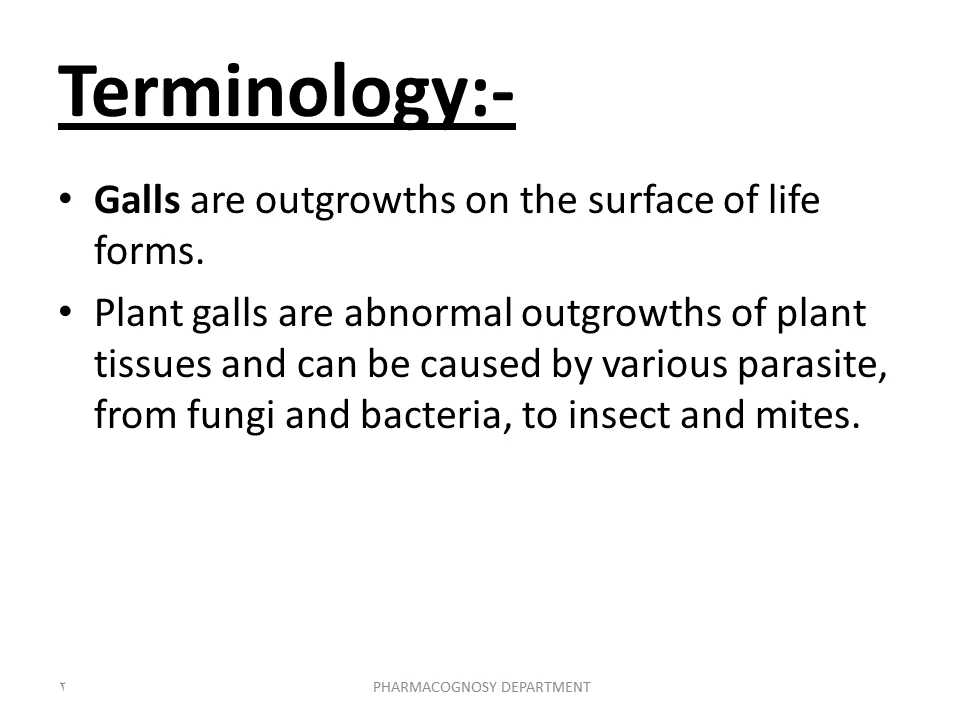 Terminology:-
• Galls are outgrowths on the surface of life
forms.
• Plant galls are abnormal outgrowths of plant
tissues and can be caused by various parasite,
from fungi and bacteria, to insect and mites.
٢
PHARMACOGNOSY DEPARTMENT